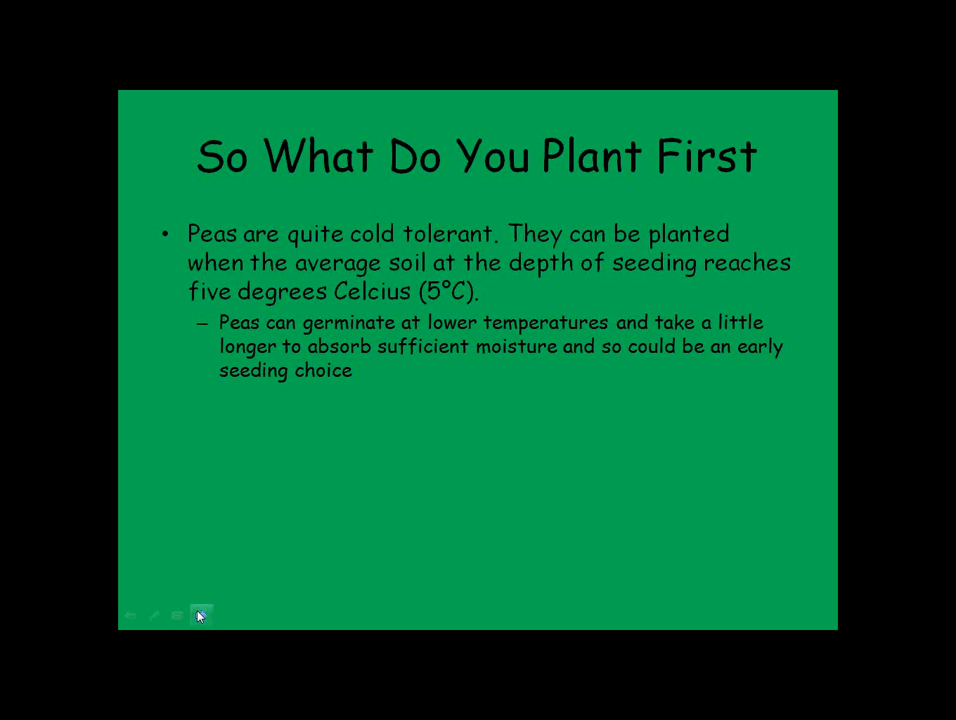 So What Do You Plant First
• Peas are quite cold tolerant. They can be planted
when the average soil at the depth of seeding reaches
five degrees Celcius (5°C).
– Peas can germinate at lower temperatures and take a little
longer to absorb sufficient moisture and so could be an early
seeding choice